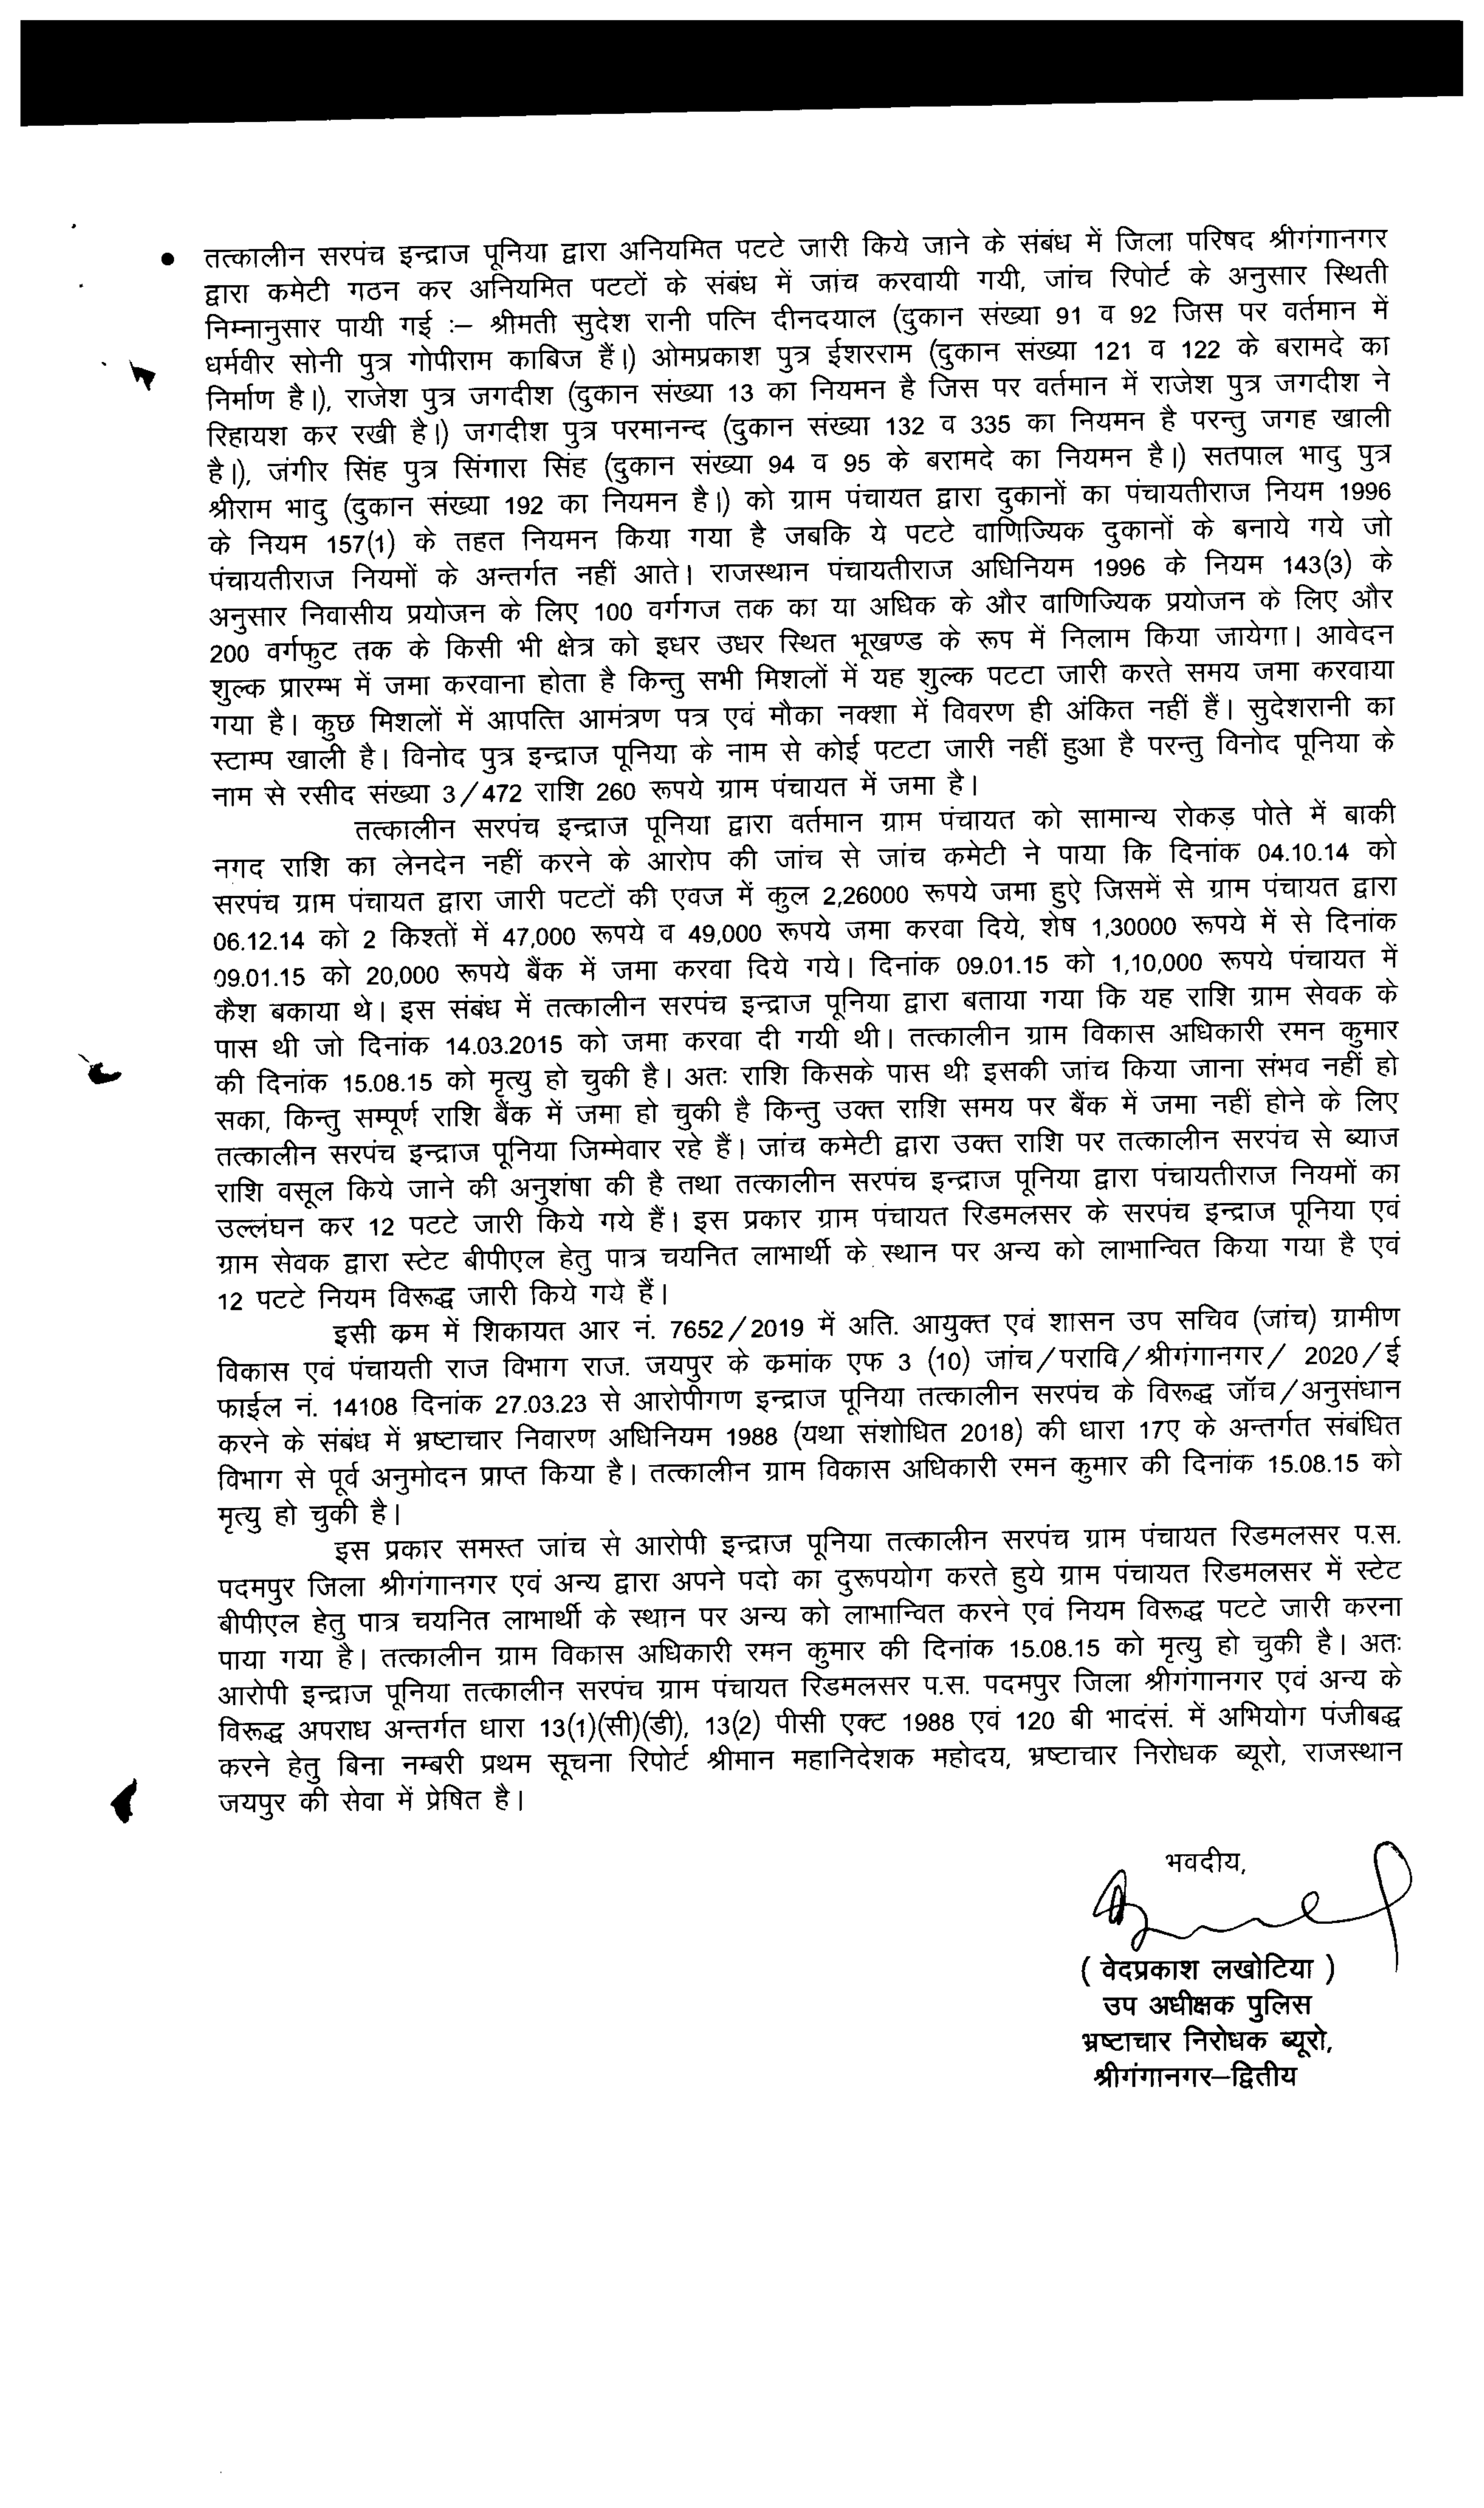 तत्कालीन सरपंच इन्द्राज पूनिया द्वारा अनियमित पटटे जारी किये जाने के संबंध में जिला परिषद श्रीगंगानगर
द्वारा कमेटी गठन कर अनियमित पटटों के संबंध में जांच करवायी गयी, जांच रिपोर्ट के अनुसार स्थिती
निम्नानुसार पायी गई :– श्रीमती सुदेश रानी पत्नि दीनदयाल (दुकान संख्या 91 व 92 जिस पर वर्तमान में
धर्मवीर सोनी पुत्र गोपीराम काबिज हैं।) ओमप्रकाश पुत्र ईशरराम (दुकान संख्या 121 व 122 के बरामदे का
निर्माण है।), राजेश पुत्र जगदीश (दुकान संख्या 13 का नियमन है जिस पर वर्तमान में राजेश पुत्र जगदीश ने
रिहायश कर रखी है।) जगदीश पुत्र परमानन्द (दुकान संख्या 132 व 335 का नियमन है परन्तु जगह खाली
है।), जंगीर सिंह पुत्र सिंगारा सिंह (दुकान संख्या 94 व 95 के बरामदे का नियमन है।) सतपाल भादु पुत्र
श्रीराम भादु (दुकान संख्या 192 का नियमन है।) को ग्राम पंचायत द्वारा दुकानों का पंचायतीराज नियम 1996
के नियम 157(1) के तहत नियमन किया गया है जबकि ये पटटे वाणिज्यिक दुकानों के बनाये गये जो
पंचायतीराज नियमों के अन्तर्गत नहीं आते। राजस्थान पंचायतीराज अधिनियम 1996 के नियम 143(3) के
अनुसार निवासीय प्रयोजन के लिए 100 वर्गगज तक का या अधिक के और वाणिज्यिक प्रयोजन के लिए और
200 वर्गफुट तक के किसी भी क्षेत्र को इधर उधर स्थित भूखण्ड के रूप में निलाम किया जायेगा। आवेदन
शुल्क प्रारम्भ में जमा करवाना होता है किन्तु सभी मिशलों में यह शुल्क पटटा जारी करते समय जमा करवाया
गया है। कुछ मिशलों में आपत्ति आमंत्रण पत्र एवं मौका नक्शा में विवरण ही अंकित नहीं हैं। सुदेशरानी का
स्टाम्प खाली है। विनोद पुत्र इन्द्राज पूनिया के नाम से कोई पटटा जारी नहीं हुआ है परन्तु विनोद पूनिया के
नाम से रसीद संख्या 3/472 राशि 260 रूपये ग्राम पंचायत में जमा है।
तत्कालीन सरपंच इन्द्राज पूनिया द्वारा वर्तमान ग्राम पंचायत को सामान्य रोकड़ पोते में बाकी
नगद राशि का लेनदेन नहीं करने के आरोप की जांच से जांच कमेटी ने पाया कि दिनांक 04.10.14 को
सरपंच ग्राम पंचायत द्वारा जारी पटटों की एवज में कुल 2,26000 रूपये जमा हुऐ जिसमें से ग्राम पंचायत द्वारा
06.12.14 को 2 किश्तों में 47,000 रूपये व 49,000 रूपये जमा करवा दिये, शेष 1,30000 रूपये में से दिनांक
09.01.15 को 20,000 रूपये बैंक में जमा करवा दिये गये। दिनांक 09.01.15 को 1,10,000 रूपये पंचायत में
कैश बकाया थे। इस संबंध में तत्कालीन सरपंच इन्द्राज पूनिया द्वारा बताया गया कि यह राशि ग्राम सेवक के
पास थी जो दिनांक 14.03.2015 को जमा करवा दी गयी थी। तत्कालीन ग्राम विकास अधिकारी रमन कुमार
की दिनांक 15.08.15 को मृत्यु हो चुकी है। अतः राशि किसके पास थी इसकी जांच किया जाना संभव नहीं हो
सका, किन्तु सम्पूर्ण राशि बैंक में जमा हो चुकी है किन्तु उक्त राशि समय पर बैंक में जमा नहीं होने के लिए
तत्कालीन सरपंच इन्द्राज पूनिया जिम्मेवार रहे हैं। जांच कमेटी द्वारा उक्त राशि पर तत्कालीन सरपंच से ब्याज
राशि वसूल किये जाने की अनुशंषा की है तथा तत्कालीन सरपंच इन्द्राज पूनिया द्वारा पंचायतीराज नियमों का
उल्लंघन कर 12 पटटे जारी किये गये हैं। इस प्रकार ग्राम पंचायत रिडमलसर के सरपंच इन्द्राज पूनिया एवं
ग्राम सेवक द्वारा स्टेट बीपीएल हेतु पात्र चयनित लाभार्थी के स्थान पर अन्य को लाभान्वित किया गया है एवं
12 पटटे नियम विरूद्ध जारी किये गये हैं।
इसी क्रम में शिकायत आर नं. 7652/2019 में अति. आयुक्त एवं शासन उप सचिव (जांच) ग्रामीण
विकास एवं पंचायती राज विभाग राज. जयपुर के क्रमांक एफ 3 (10) जांच/परावि/श्रीगंगानगर/ 2020/ई
फाईल नं. 14108 दिनांक 27.03.23 से आरोपीगण इन्द्राज पूनिया तत्कालीन सरपंच के विरूद्ध जॉच/अनुसंधान
करने के संबंध में भ्रष्टाचार निवारण अधिनियम 1988 (यथा संशोधित 2018) की धारा 17ए के अन्तर्गत संबंधित
विभाग से पूर्व अनुमोदन प्राप्त किया है। तत्कालीन ग्राम विकास अधिकारी रमन कुमार की दिनांक 15.08.15 को
मृत्यु हो चुकी है।
इस प्रकार समस्त जांच से आरोपी इन्द्राज पूनिया तत्कालीन सरपंच ग्राम पंचायत रिडमलसर प.स.
पदमपुर जिला श्रीगंगानगर एवं अन्य द्वारा अपने पदो का दुरूपयोग करते हुये ग्राम पंचायत रिडमलसर में स्टेट
बीपीएल हेतु पात्र चयनित लाभार्थी के स्थान पर अन्य को लाभान्वित करने एवं नियम विरूद्ध पटटे जारी करना
पाया गया है। तत्कालीन ग्राम विकास अधिकारी रमन कुमार की दिनांक 15.08.15 को मृत्यु हो चुकी है। अतः
आरोपी इन्द्राज पूनिया तत्कालीन सरपंच ग्राम पंचायत रिडमलसर प.स. पदमपुर जिला श्रीगंगानगर एवं अन्य के
विरूद्ध अपराध अन्तर्गत धारा 13(1)(सी)(डी), 13(2) पीसी एक्ट 1988 एवं 120 बी भादंसं. में अभियोग पंजीबद्ध
करने हेतु बिना नम्बरी प्रथम सूचना रिपोर्ट श्रीमान महानिदेशक महोदय, भ्रष्टाचार निरोधक ब्यूरो, राजस्थान
जयपुर की सेवा में प्रेषित है।
भवदीय,
( वेदप्रकाश लखोटिया )
उप अधीक्षक पुलिस
भ्रष्टाचार निरोधक ब्यूरो,
श्रीगंगानगर–द्वितीय